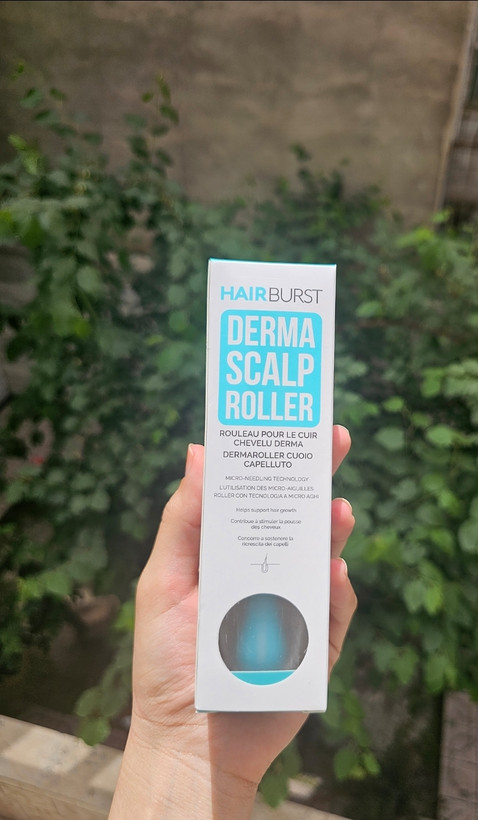 HAIRBURST
DERMA
SCALP
ROLLER
ROULEAU POUR LE CUIR
CHEVELU DERMA
DERMAROLLER CUOIO
CAPELLUTO
MICRO-NEEDLING TECHNOLOGY
L'UTILISATION DES MICRO-AIGUILLES
ROLLER CON TECNOLOGIA A MICRO AGHI
Helps support hair growth
Contribue à stimuler la pousse
des cheveux
Concorre a sostenere la
ricrescita dei capelli